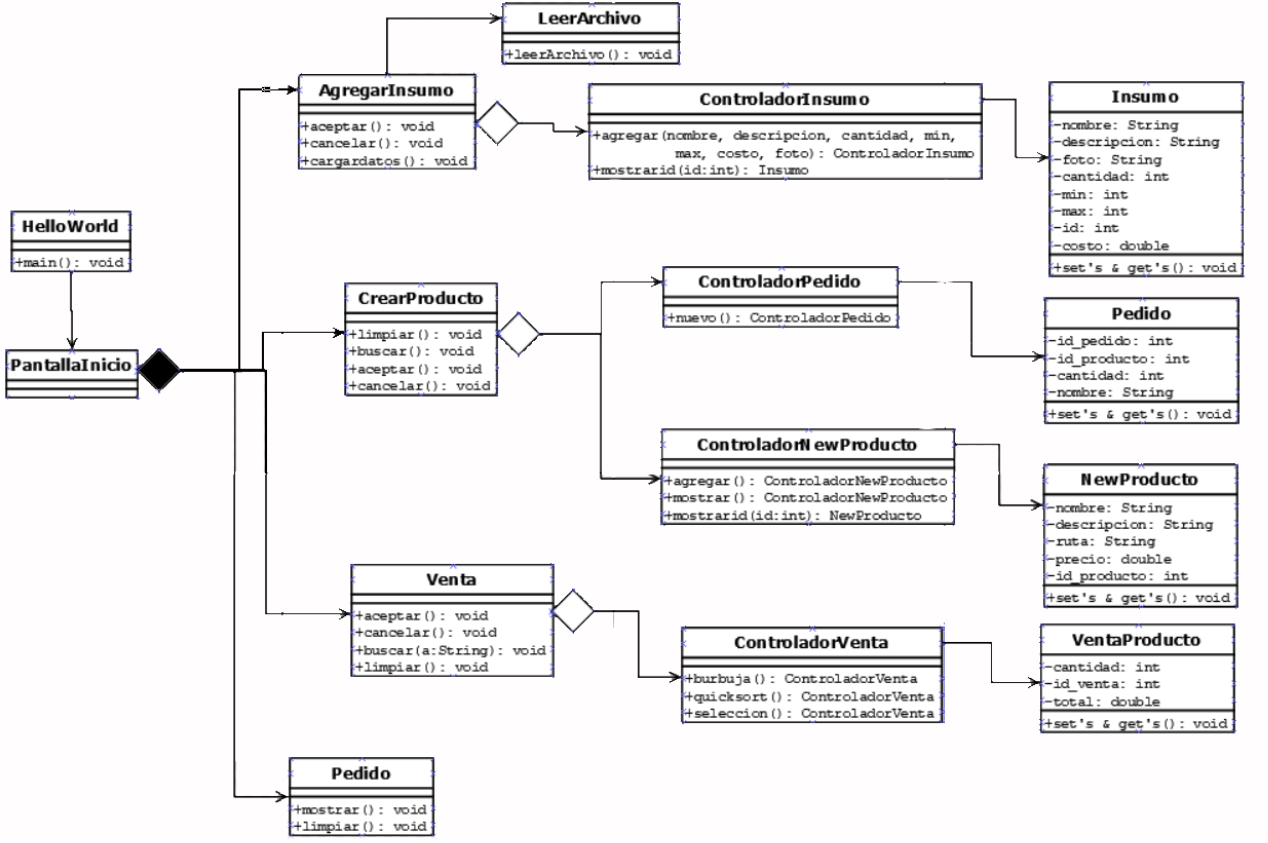 LeerArchivo
+leerArchivo(): void
AgregarInsumo
+aceptar(): void
+cancelar(): void
+cargardatos(): void
ControladorInsumo
+agregar(nombre, descripcion, cantidad, min,
max, costo, foto): ControladorInsumo
+mostrarid(id:int): Insumo
Insumo
-nombre: String
-descripcion: String
-foto: String
-cantidad: int
-min: int
-max: int
-id: int
-costo: double
+set's & get's(): void
HelloWorld
+main(): void
PantallaInicio
CrearProducto
+limpiar(): void
+buscar(): void
+aceptar(): void
+cancelar(): void
ControladorPedido
+nuevo(): ControladorPedido
Pedido
-id_pedido: int
-id_producto: int
-cantidad: int
-nombre: String
+set's & get's(): void
ControladorNewProducto
+agregar(): ControladorNewProducto
+mostrar(): ControladorNewProducto
+mostrarid(id:int): NewProducto
NewProducto
-nombre: String
-descripcion: String
-ruta: String
-precio: double
-id_producto: int
+set's & get's(): void
Venta
+aceptar(): void
+cancelar(): void
+buscar(a:String): void
+limpiar(): void
ControladorVenta
+burbuja(): ControladorVenta
+quicksort(): ControladorVenta
+seleccion(): ControladorVenta
VentaProducto
-cantidad: int
-id_venta: int
-total: double
+set's & get's(): void
Pedido
+mostrar(): void
+limpiar(): void